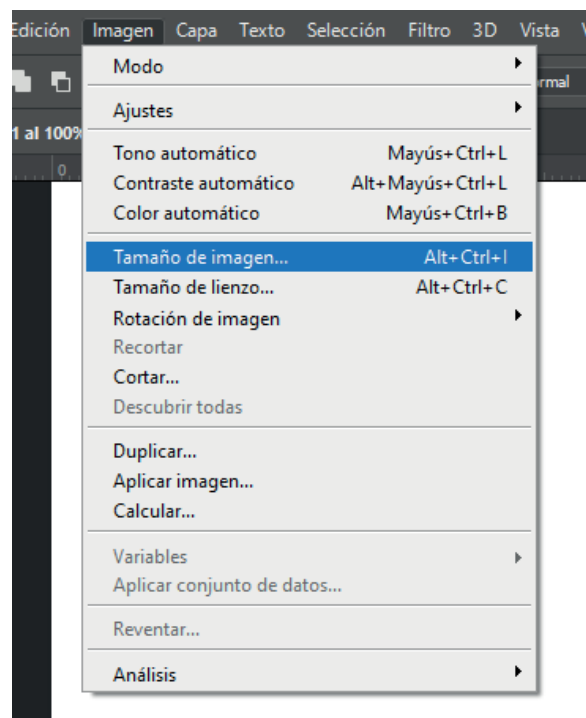 Edición Imagen Capa Texto Selección Filtro 3D Vista
Modo
Ajustes
1 al 100%
0
Tono automático Mayús+Ctrl+L
Contraste automático Alt+Mayús+Ctrl+L
Color automático Mayús+Ctrl+B
Tamaño de imagen... Alt+Ctrl+I
Tamaño de lienzo... Alt+Ctrl+C
Rotación de imagen
Recortar
Cortar...
Descubrir todas
Duplicar...
Aplicar imagen...
Calcular...
Variables
Aplicar conjunto de datos...
Reventar...
Análisis